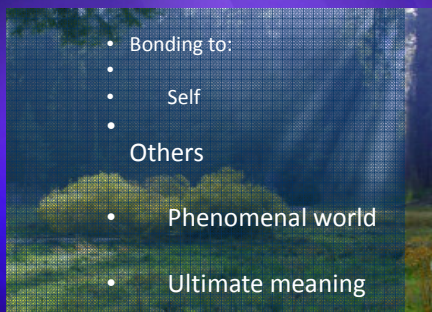 • Bonding to:
•
• Self
•
Others
• Phenomenal world
• Ultimate meaning